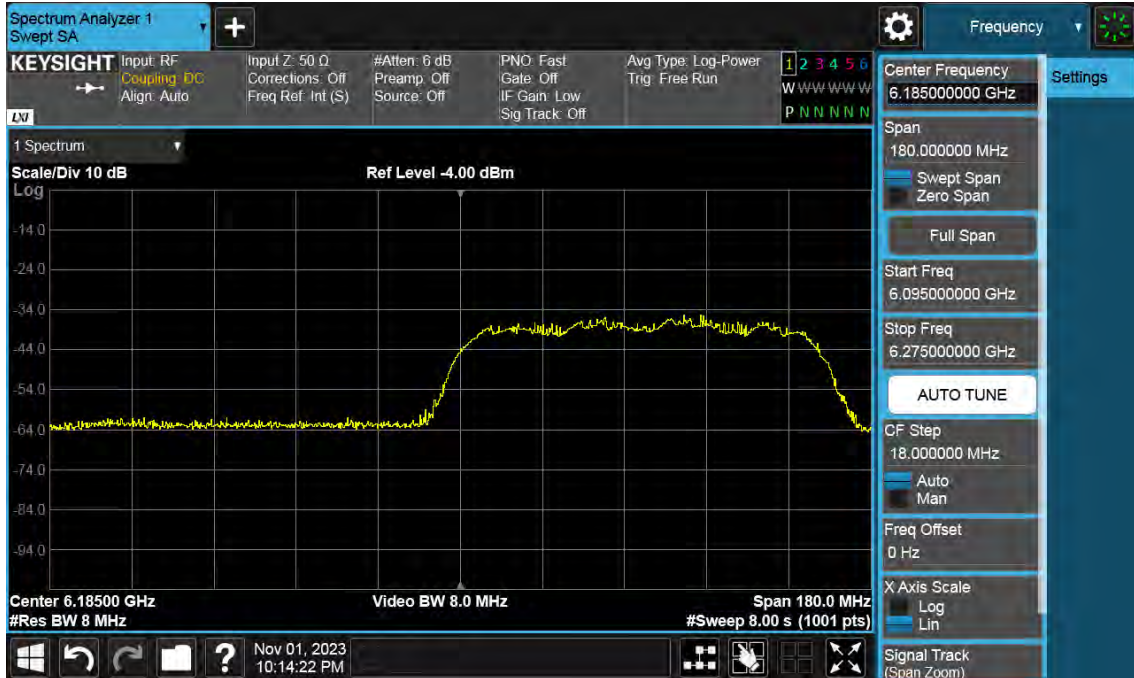 Spectrum Analyzer 1
Swept SA
Frequency
KEYSIGHT
Input: RF
Coupling: DC
Align: Auto
Input Z: 50 Ω
Corrections: Off
Freq Ref: Int (S)
#Atten: 6 dB
Preamp: Off
Source: Off
PNO: Fast
Gate: Off
IF Gain: Low
Sig Track: Off
Avg Type: Log-Power
Trig: Free Run
1 2 3 4 5 6
W W W W W W
P N N N N N
LXI
Center Frequency
6.185000000 GHz
Settings
Span
180.000000 MHz
Swept Span
Zero Span
Full Span
Start Freq
6.095000000 GHz
Stop Freq
6.275000000 GHz
AUTO TUNE
CF Step
18.000000 MHz
Auto
Man
Freq Offset
0 Hz
X Axis Scale
Log
Lin
Signal Track
(Span Zoom)
1 Spectrum
Scale/Div 10 dB
Ref Level -4.00 dBm
Log
-14.0
-24.0
-34.0
-44.0
-54.0
-64.0
-74.0
-84.0
-94.0
Center 6.18500 GHz
Video BW 8.0 MHz
Span 180.0 MHz
#Res BW 8 MHz
#Sweep 8.00 s (1001 pts)
?
Nov 01, 2023
10:14:22 PM